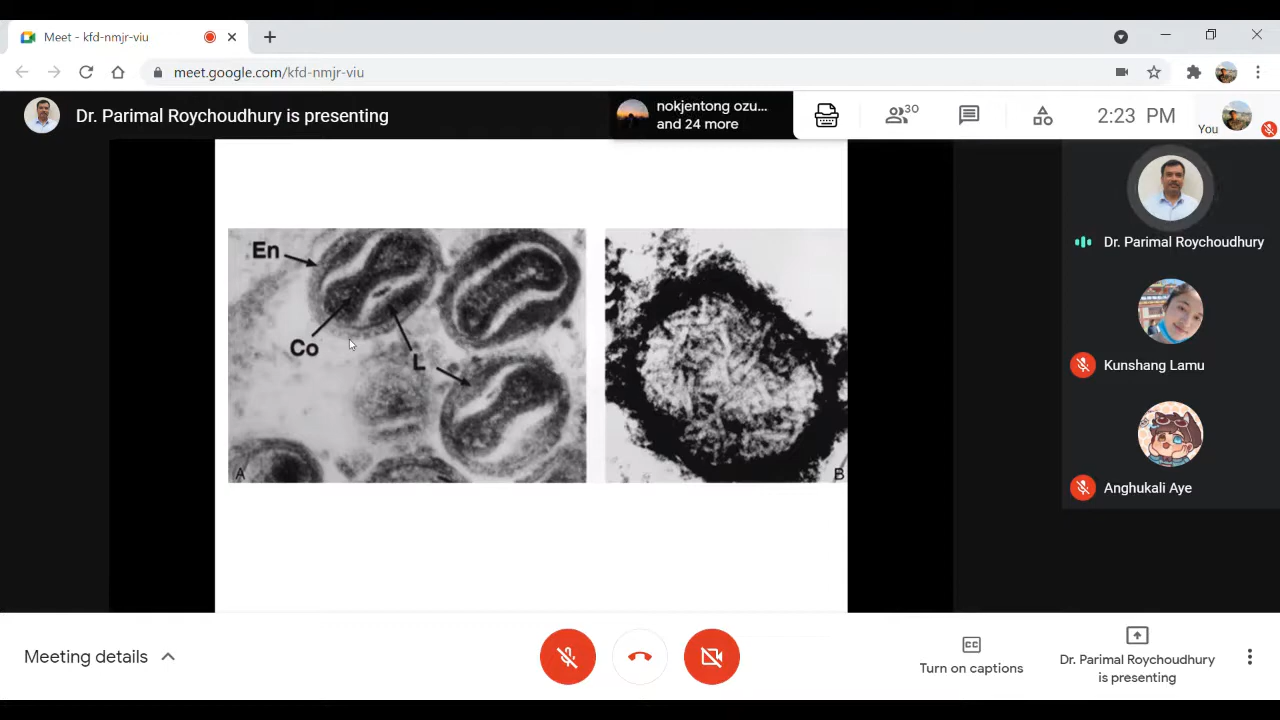 Meet - kfd-nmjr-viu
meet.google.com/kfd-nmjr-viu
Dr. Parimal Roychoudhury is presenting
nokjentong ozu...
and 24 more
30
2:23 PM
You
En
Co
L
A
B
Dr. Parimal Roychoudhury
Kunshang Lamu
Anghukali Aye
Meeting details
CC
Turn on captions
Dr. Parimal Roychoudhury
is presenting